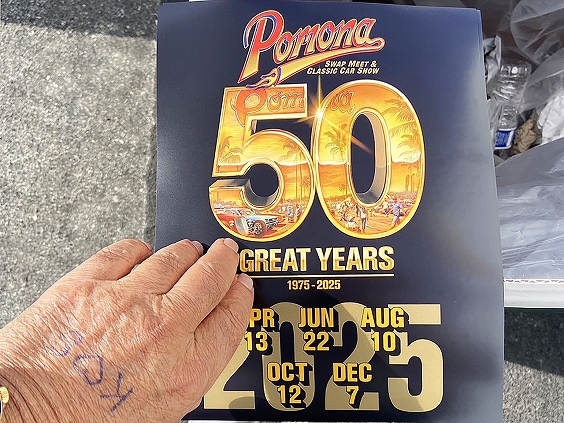 Pomona
SWAP MEET &
CLASSIC CAR SHOW
Pomona
50
GREAT YEARS
1975-2025
2025
PR JUN AUG
13 22 10
OCT DEC
12 7